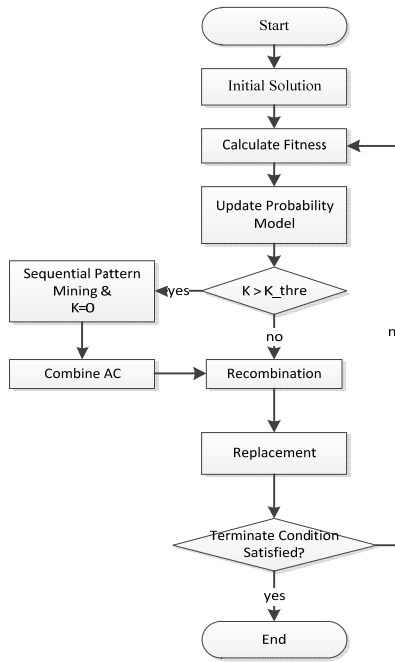 Start
Initial Solution
Calculate Fitness
Update Probability
Model
Sequential Pattern
Mining &
K=0
yes
K > K_thre
no
n
Combine AC
Recombination
Replacement
Terminate Condition
Satisfied?
yes
End